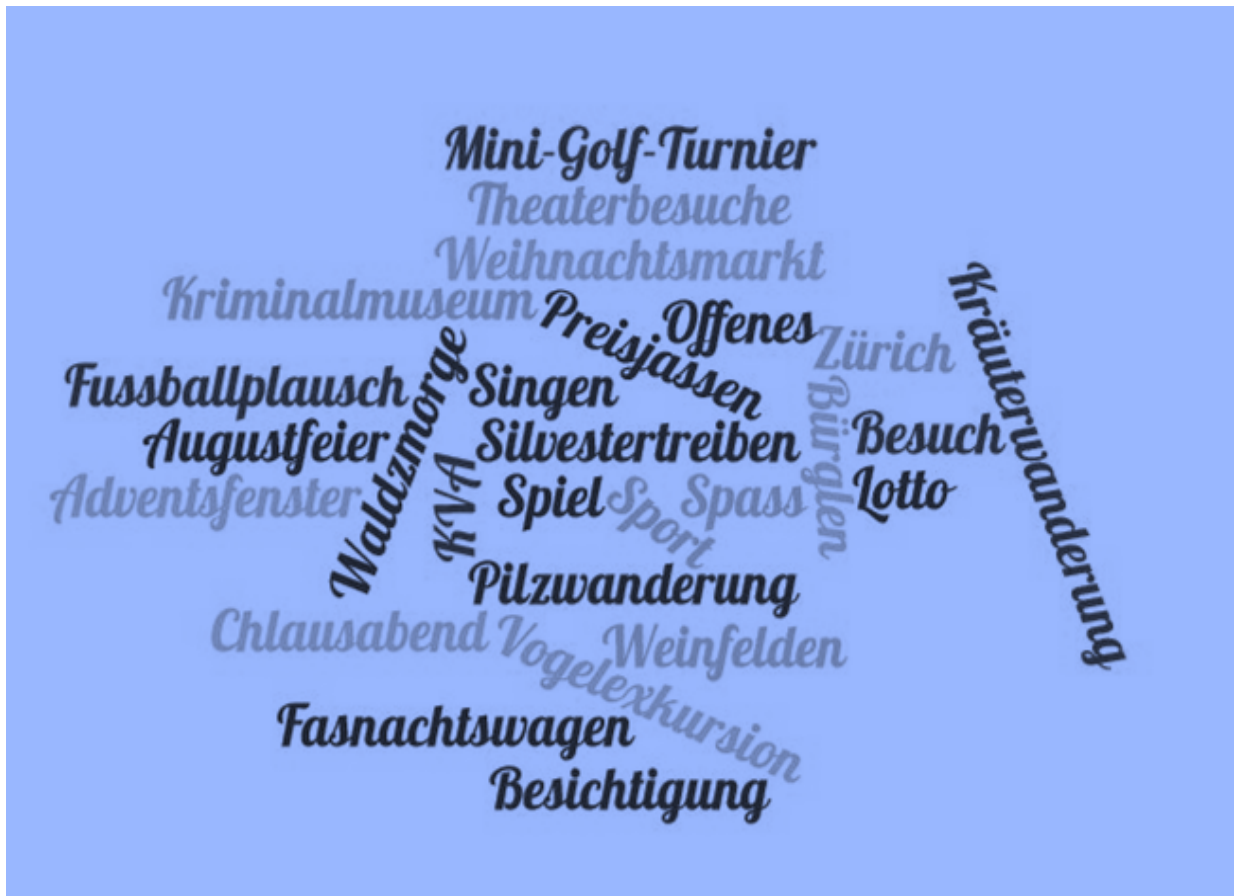 Mini-Golf-Turnier
Theaterbesuche
Weihnachtsmarkt
Kriminalmuseum
Preisjassen
Offenes
Zürich
Kräuterwanderung
Fussballplausch
Waldzmorge
Singen
Bürglen
Augustfeier
Silvestertreiben
Besuch
Adventsfenster
KVA
Spiel
Sport
Spass
Lotto
Pilzwanderung
Chlausabend
Vogelexkursion
Weinfelden
Fasnachtswagen
Besichtigung